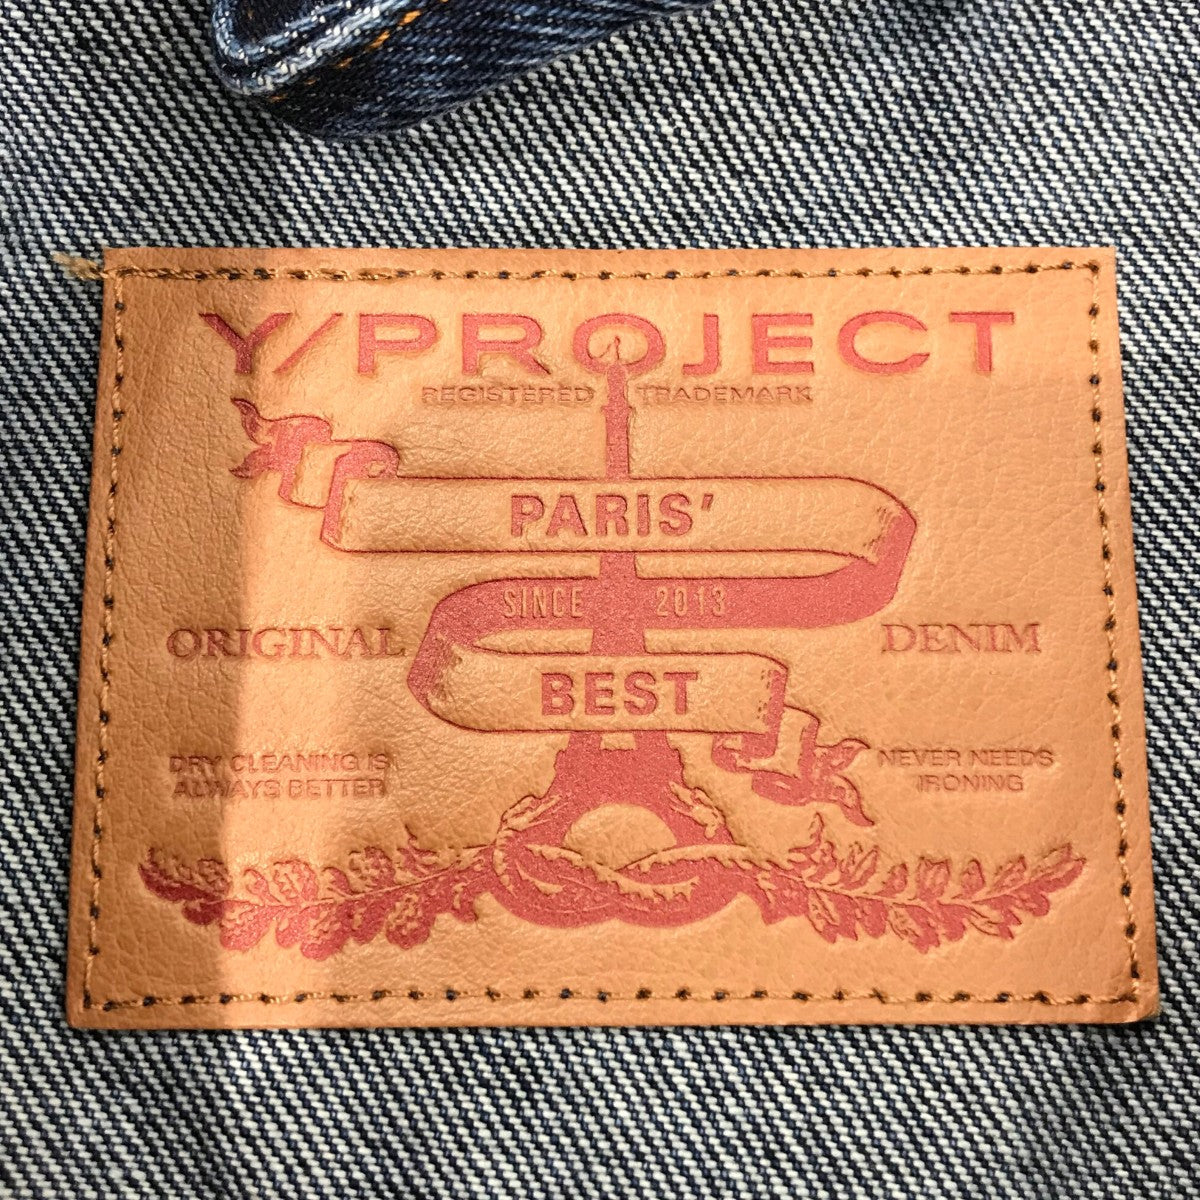 Y/PROJECT
REGISTERED TRADEMARK
PARIS'
SINCE 2013
ORIGINAL DENIM
BEST
DRY CLEANING IS
ALWAYS BETTER
NEVER NEEDS
IRONING